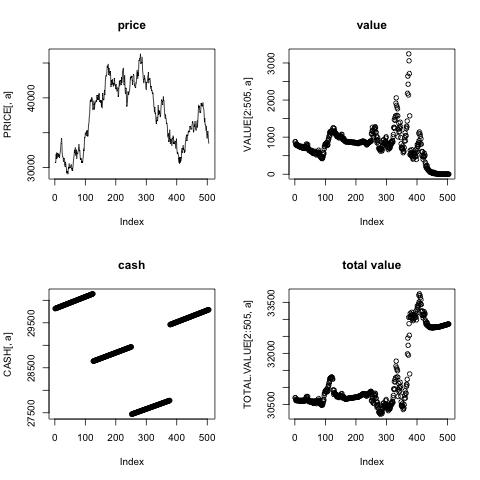 price
PRICE[, a]
30000
40000
0 100 200 300 400 500
Index
value
VALUE[2:505, a]
0 1000 2000 3000
0 100 200 300 400 500
Index
cash
CASH[, a]
27500 28500 29500
0 100 200 300 400 500
Index
total value
TOTAL.VALUE[2:505, a]
30500 32000 33500
0 100 200 300 400 500
Index